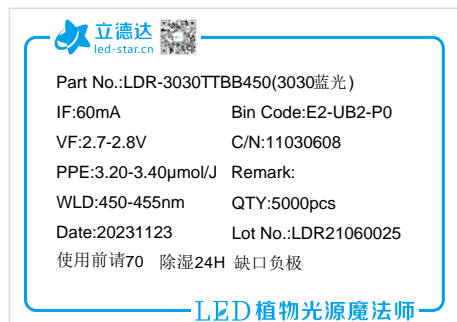 立德达
led-star.cn
Part No.:LDR-3030TTBB450(3030蓝光)
IF:60mA Bin Code:E2-UB2-P0
VF:2.7-2.8V C/N:11030608
PPE:3.20-3.40μmol/J Remark:
WLD:450-455nm QTY:5000pcs
Date:20231123 Lot No.:LDR21060025
使用前请70 除湿24H 缺口负极
LED植物光源魔法师